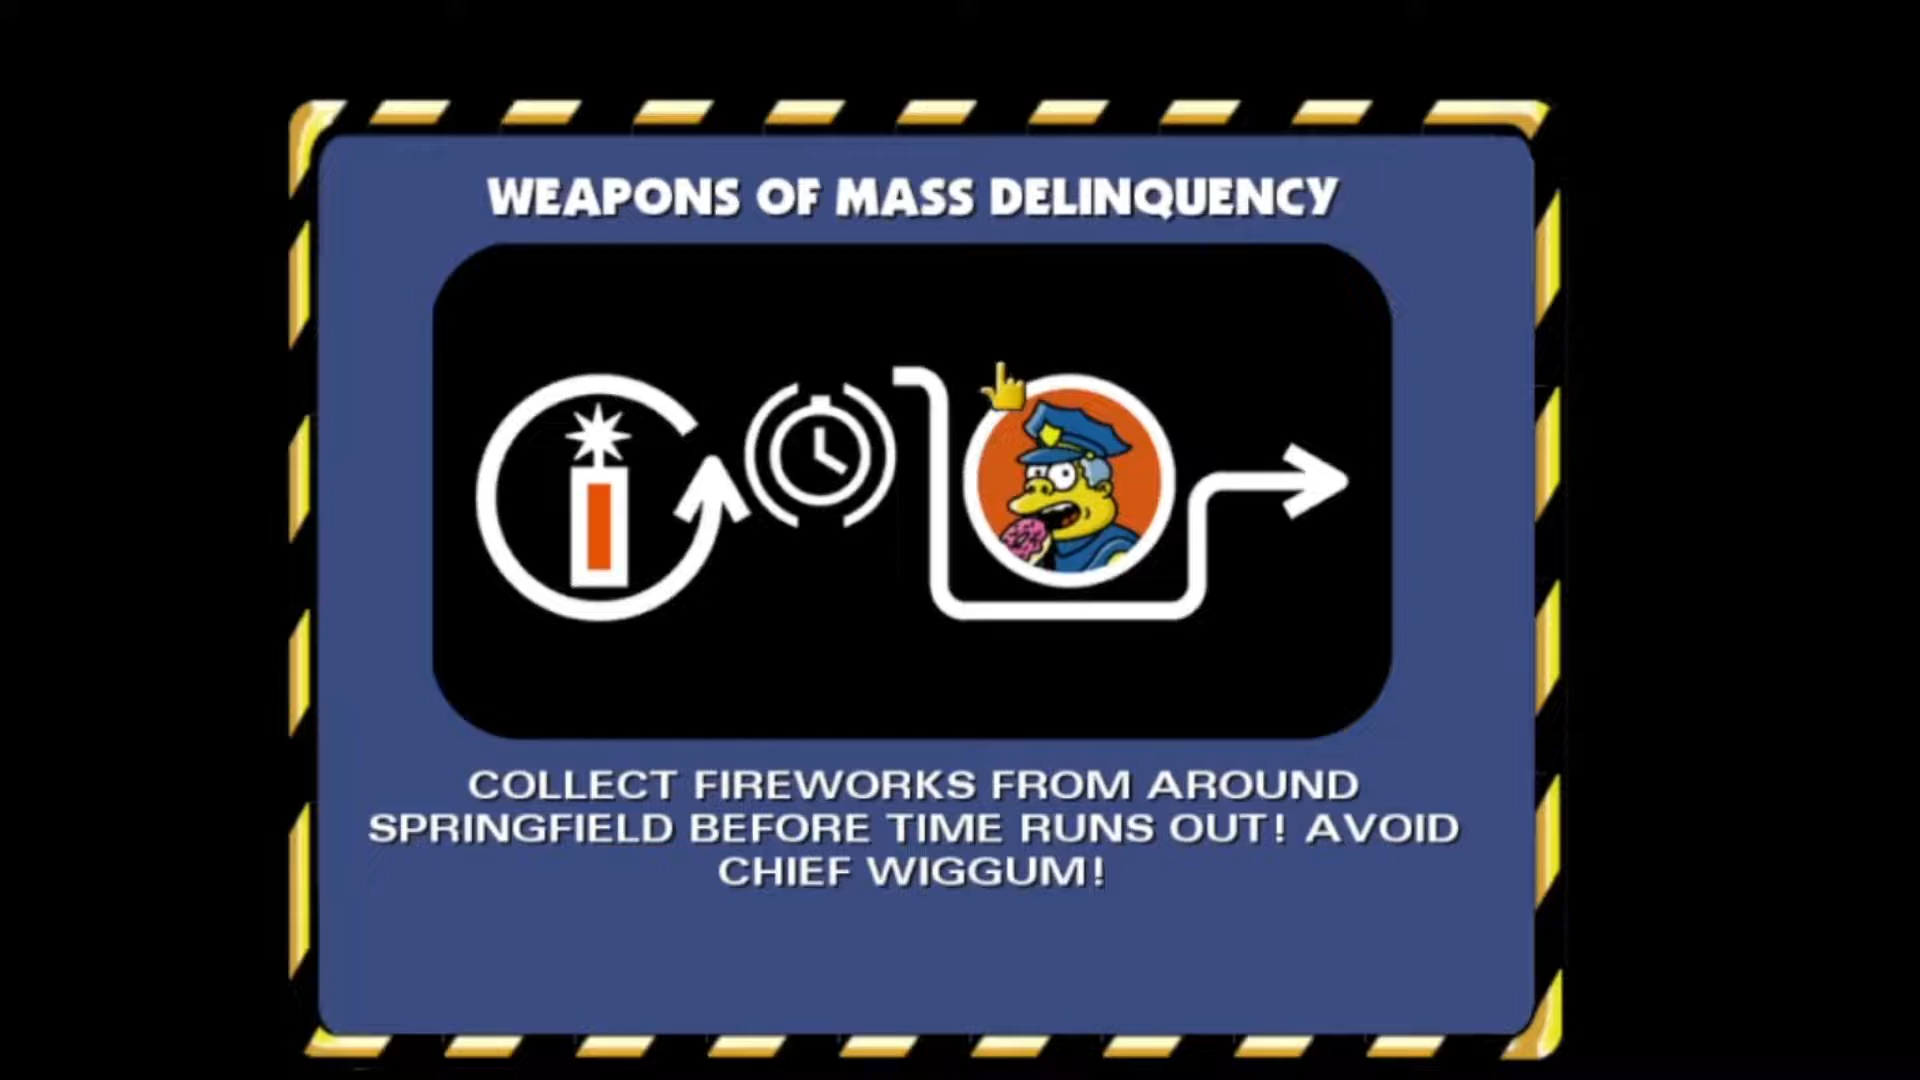 WEAPONS OF MASS DELINQUENCY
COLLECT FIREWORKS FROM AROUND
SPRINGFIELD BEFORE TIME RUNS OUT! AVOID
CHIEF WIGGUM!